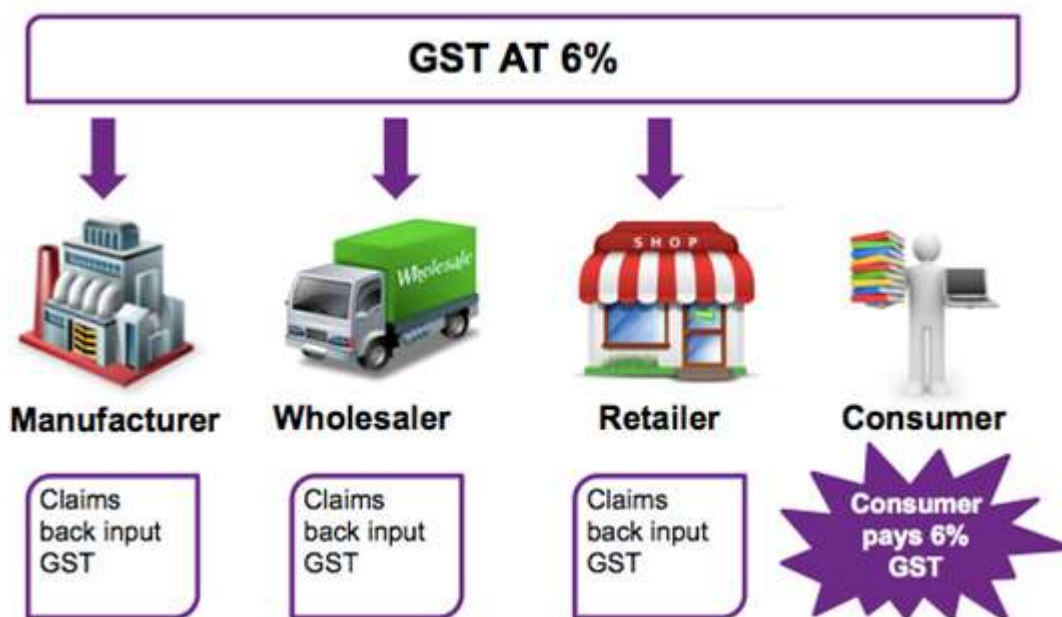 GST AT 6%
Wholesale
SHOP
Manufacturer
Wholesaler
Retailer
Consumer
Claims
back input
GST
Claims
back input
GST
Claims
back input
GST
Consumer
pays 6%
GST